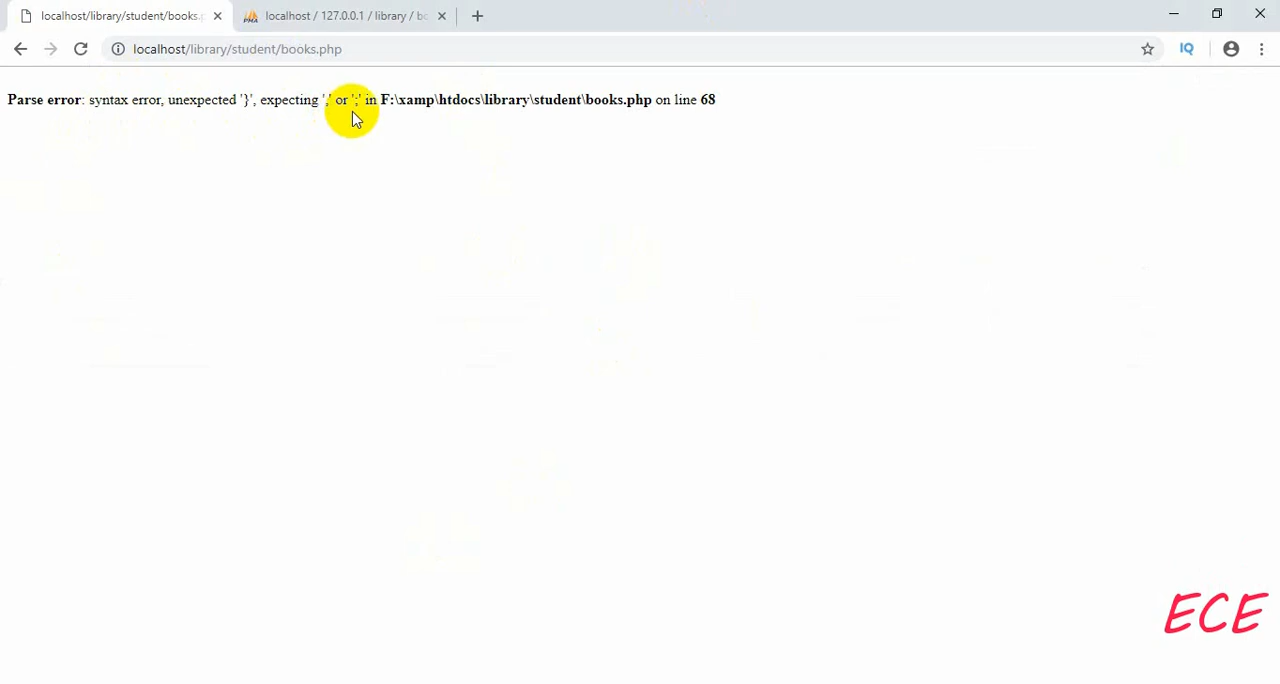 localhost/library/student/books.
localhost / 127.0.0.1 / library / bo
localhost/library/student/books.php
IQ
Parse error: syntax error, unexpected '}', expecting ',' or ';' in F:\xamp\htdocs\library\student\books.php on line 68
ECE